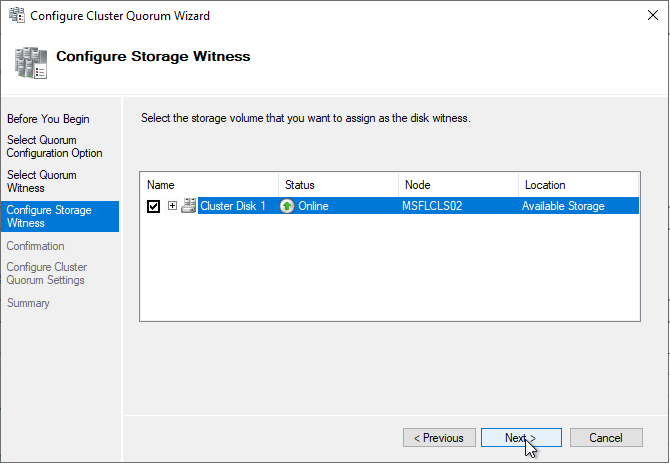 Configure Cluster Quorum Wizard
Configure Storage Witness
Before You Begin
Select Quorum
Configuration Option
Select Quorum
Witness
Configure Storage
Witness
Confirmation
Configure Cluster
Quorum Settings
Summary
Select the storage volume that you want to assign as the disk witness.
Name Status Node Location
Cluster Disk 1 Online MSFLCLS02 Available Storage
< Previous Next > Cancel